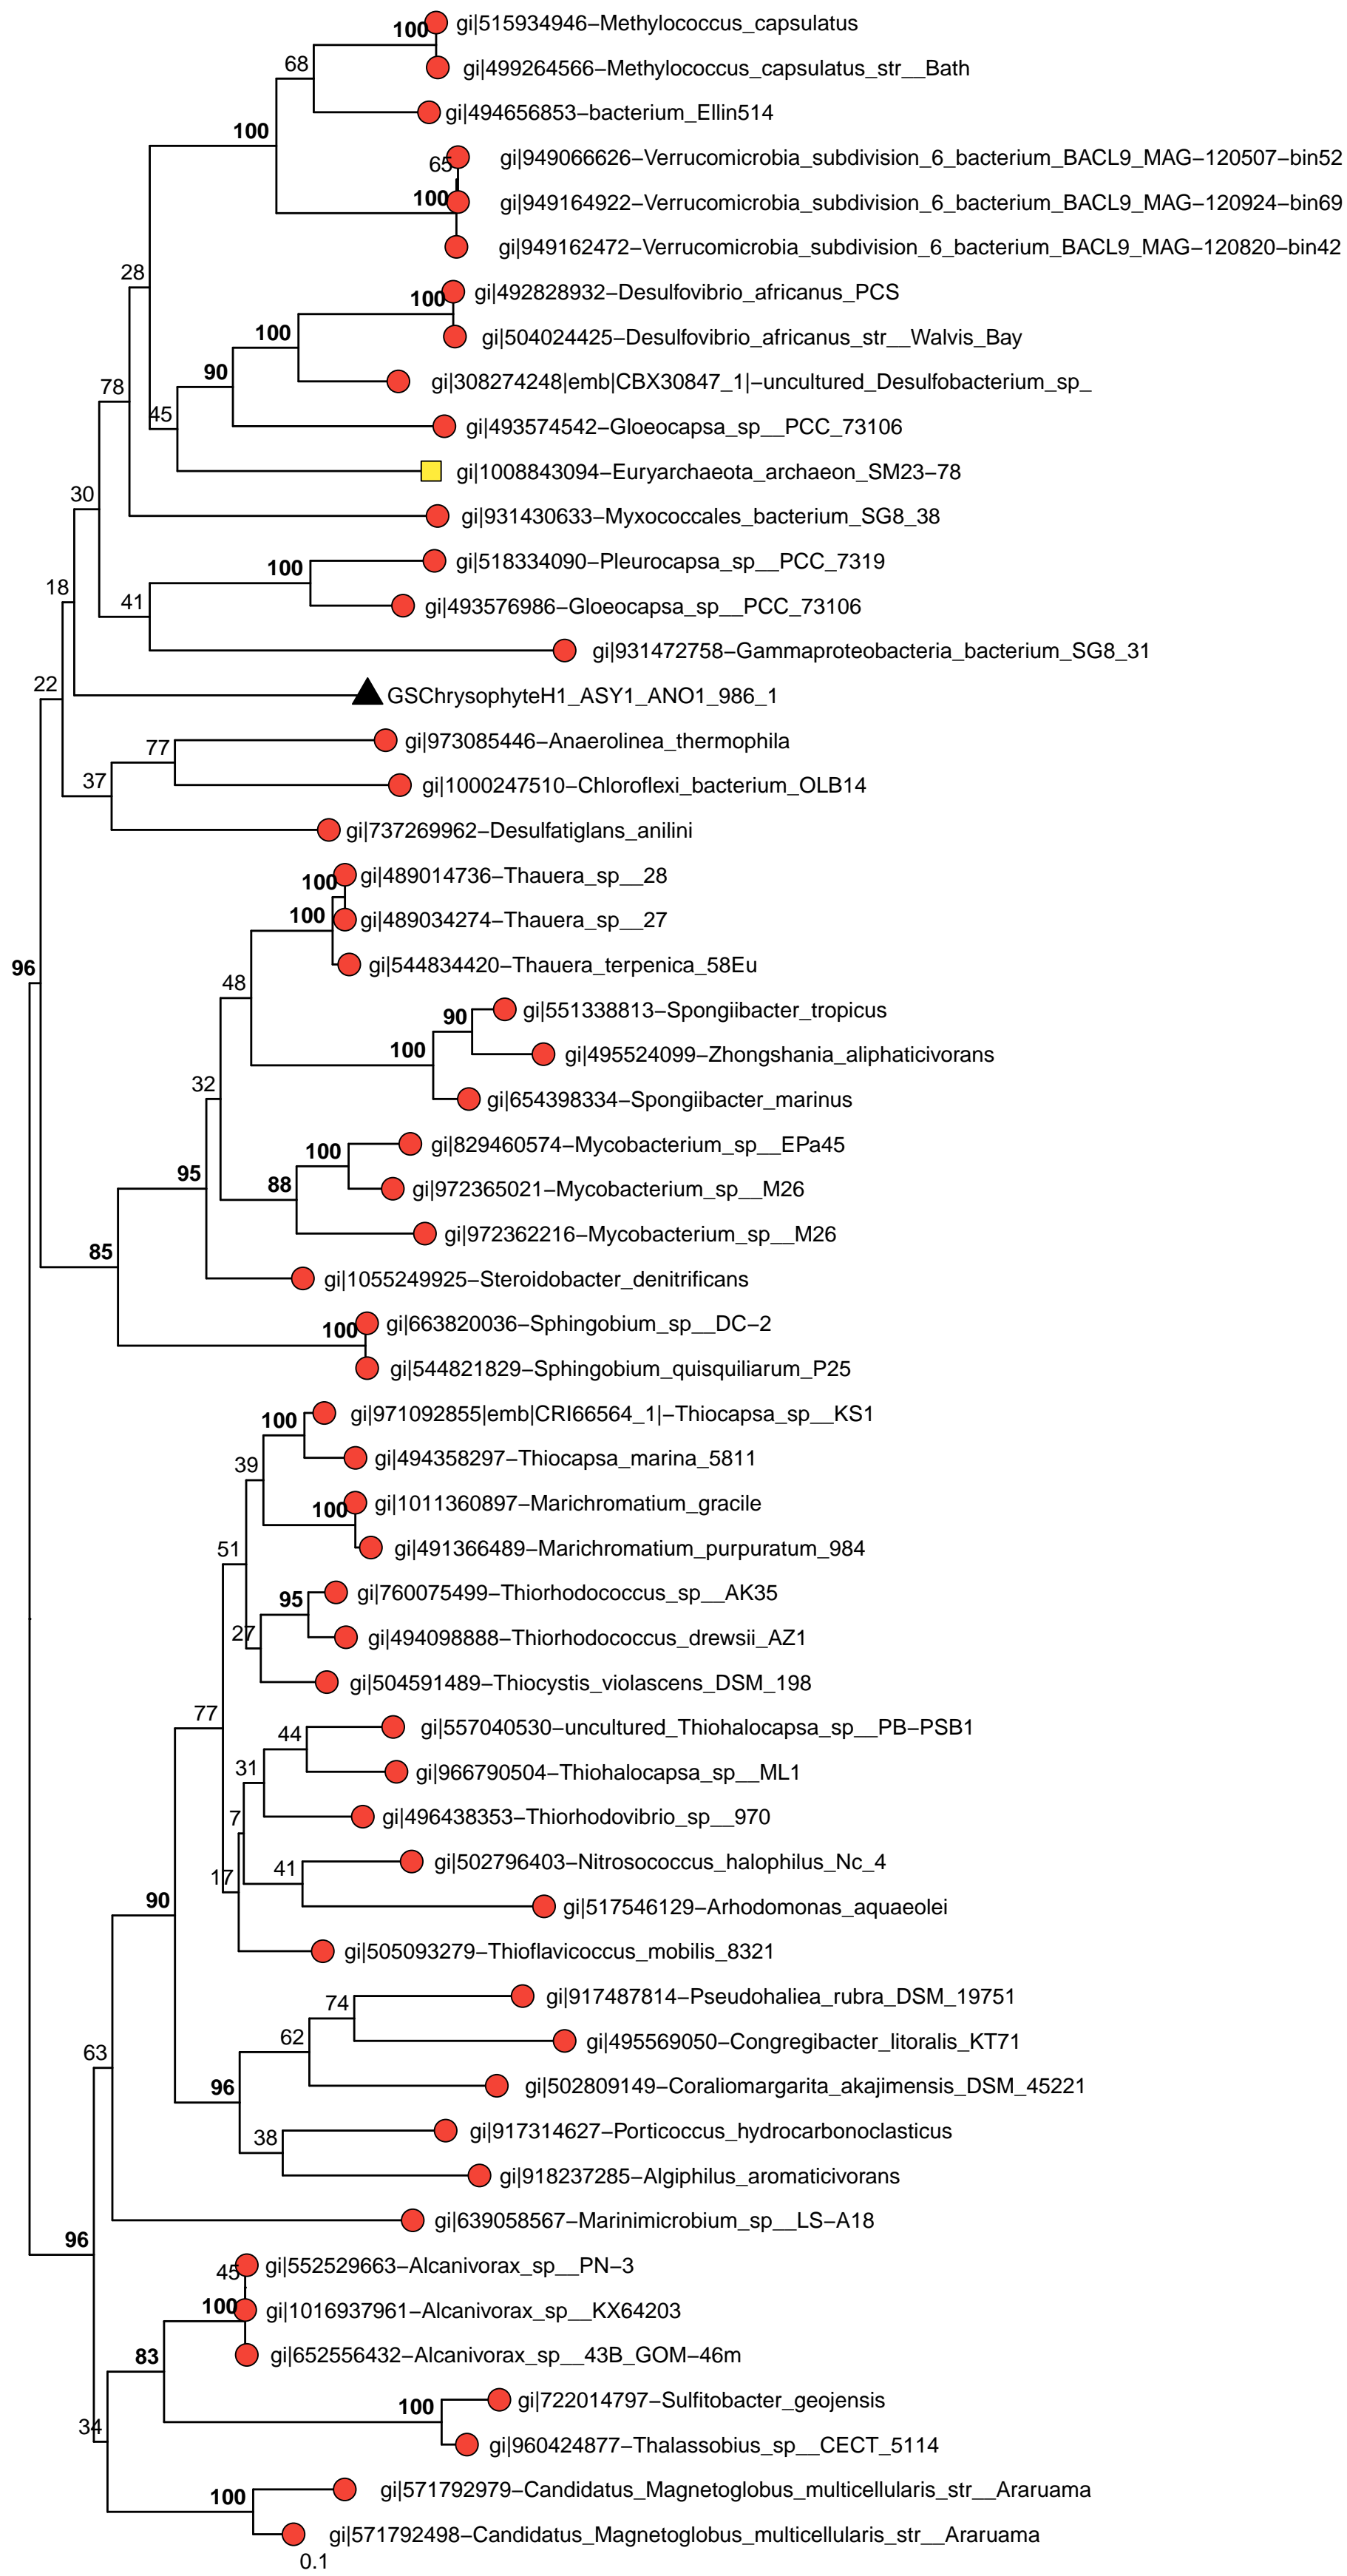 100 gi|515934946–Methylococcus_capsulatus
68 gi|499264566–Methylococcus_capsulatus_str__Bath
gi|494656853–bacterium_Ellin514
100
65 gi|949066626–Verrucomicrobia_subdivision_6_bacterium_BACL9_MAG–120507–bin52
100 gi|949164922–Verrucomicrobia_subdivision_6_bacterium_BACL9_MAG–120924–bin69
gi|949162472–Verrucomicrobia_subdivision_6_bacterium_BACL9_MAG–120820–bin42
28
100 gi|492828932–Desulfovibrio_africanus_PCS
100 gi|504024425–Desulfovibrio_africanus_str__Walvis_Bay
90 gi|308274248|emb|CBX30847_1|–uncultured_Desulfobacterium_sp_
78
45 gi|493574542–Gloeocapsa_sp__PCC_73106
gi|1008843094–Euryarchaeota_archaeon_SM23–78
30
gi|931430633–Myxococcales_bacterium_SG8_38
100 gi|518334090–Pleurocapsa_sp__PCC_7319
18 41 gi|493576986–Gloeocapsa_sp__PCC_73106
gi|931472758–Gammaproteobacteria_bacterium_SG8_31
22
GSChrysophyteH1_ASY1_ANO1_986_1
77 gi|973085446–Anaerolinea_thermophila
37 gi|1000247510–Chloroflexi_bacterium_OLB14
gi|737269962–Desulfatiglans_anilini
100 gi|489014736–Thauera_sp__28
100 gi|489034274–Thauera_sp__27
96 gi|544834420–Thauera_terpenica_58Eu
48
90 gi|551338813–Spongiibacter_tropicus
100 gi|495524099–Zhongshania_aliphaticivorans
32 gi|654398334–Spongiibacter_marinus
100 gi|829460574–Mycobacterium_sp__EPa45
95 88 gi|972365021–Mycobacterium_sp__M26
gi|972362216–Mycobacterium_sp__M26
85
gi|1055249925–Steroidobacter_denitrificans
100 gi|663820036–Sphingobium_sp__DC–2
gi|544821829–Sphingobium_quisquiliarum_P25
100 gi|971092855|emb|CRI66564_1|–Thiocapsa_sp__KS1
39 gi|494358297–Thiocapsa_marina_5811
100 gi|1011360897–Marichromatium_gracile
51 gi|491366489–Marichromatium_purpuratum_984
95 gi|760075499–Thiorhodococcus_sp__AK35
27 gi|494098888–Thiorhodococcus_drewsii_AZ1
gi|504591489–Thiocystis_violascens_DSM_198
77
44 gi|557040530–uncultured_Thiohalocapsa_sp__PB–PSB1
31 gi|966790504–Thiohalocapsa_sp__ML1
7 gi|496438353–Thiorhodovibrio_sp__970
17 41 gi|502796403–Nitrosococcus_halophilus_Nc_4
90 gi|517546129–Arhodomonas_aquaeolei
gi|505093279–Thioflavicoccus_mobilis_8321
74 gi|917487814–Pseudohaliea_rubra_DSM_19751
63 62 gi|495569050–Congregibacter_litoralis_KT71
96 gi|502809149–Coraliomargarita_akajimensis_DSM_45221
38 gi|917314627–Porticoccus_hydrocarbonoclasticus
gi|918237285–Algiphilus_aromaticivorans
96 gi|639058567–Marinimicrobium_sp__LS–A18
45 gi|552529663–Alcanivorax_sp__PN–3
100 gi|1016937961–Alcanivorax_sp__KX64203
83 gi|652556432–Alcanivorax_sp__43B_GOM–46m
100 gi|722014797–Sulfitobacter_geojensis
34 gi|960424877–Thalassobius_sp__CECT_5114
100 gi|571792979–Candidatus_Magnetoglobus_multicellularis_str__Araruama
gi|571792498–Candidatus_Magnetoglobus_multicellularis_str__Araruama
0.1